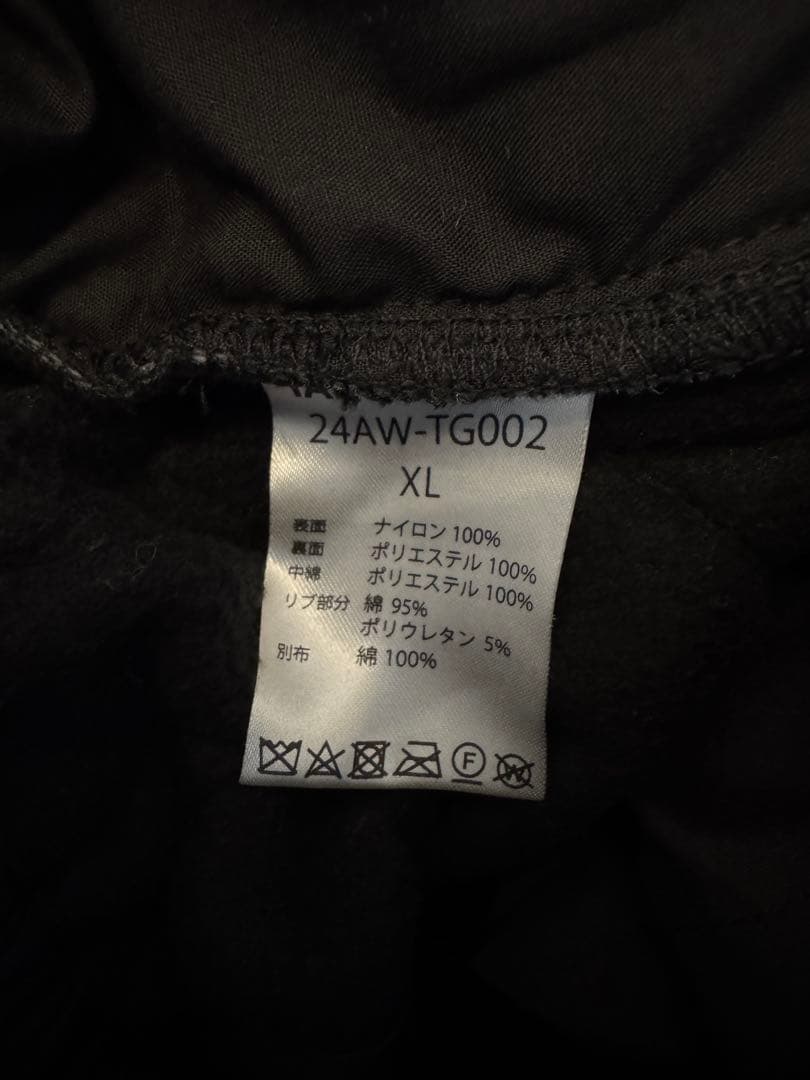 24AW-TG002
XL
表面 ナイロン 100%
裏面 ポリエステル 100%
中綿 ポリエステル 100%
リブ部分 綿 95%
ポリウレタン 5%
別布 綿 100%
F W